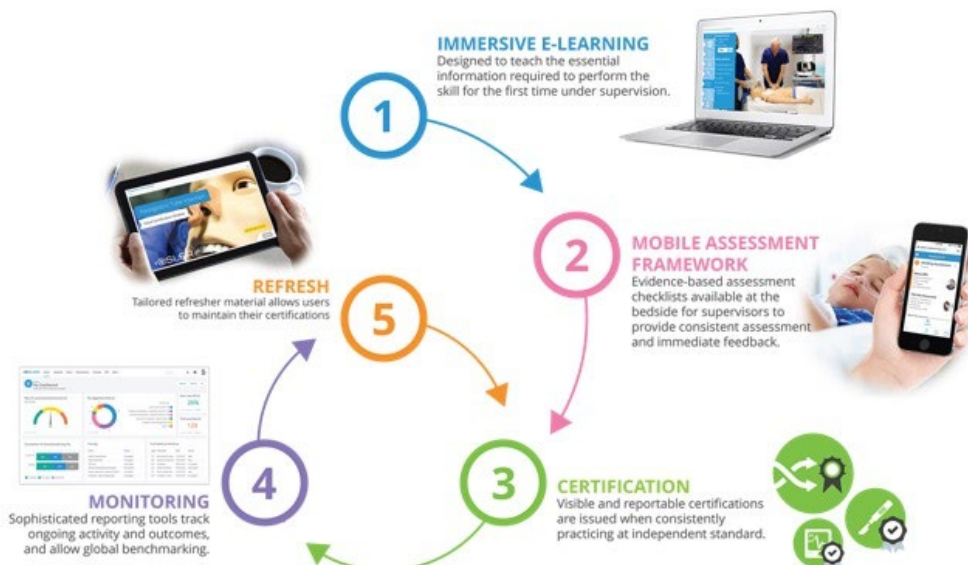 1
IMMERSIVE E-LEARNING
Designed to teach the essential
information required to perform the
skill for the first time under supervision.
2
MOBILE ASSESSMENT
FRAMEWORK
Evidence-based assessment
checklists available at the
bedside for supervisors to
provide consistent assessment
and immediate feedback.
3
CERTIFICATION
Visible and reportable certifications
are issued when consistently
practicing at independent standard.
4
MONITORING
Sophisticated reporting tools track
ongoing activity and outcomes,
and allow global benchmarking.
5
REFRESH
Tailored refresher material allows users
to maintain their certifications